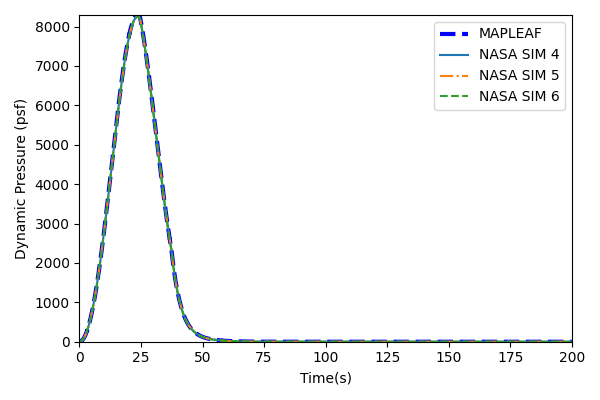 8000
7000
6000
5000
4000
3000
2000
1000
0
Dynamic Pressure (psf)
MAPLEAF
NASA SIM 4
NASA SIM 5
NASA SIM 6
0 25 50 75 100 125 150 175 200
Time(s)